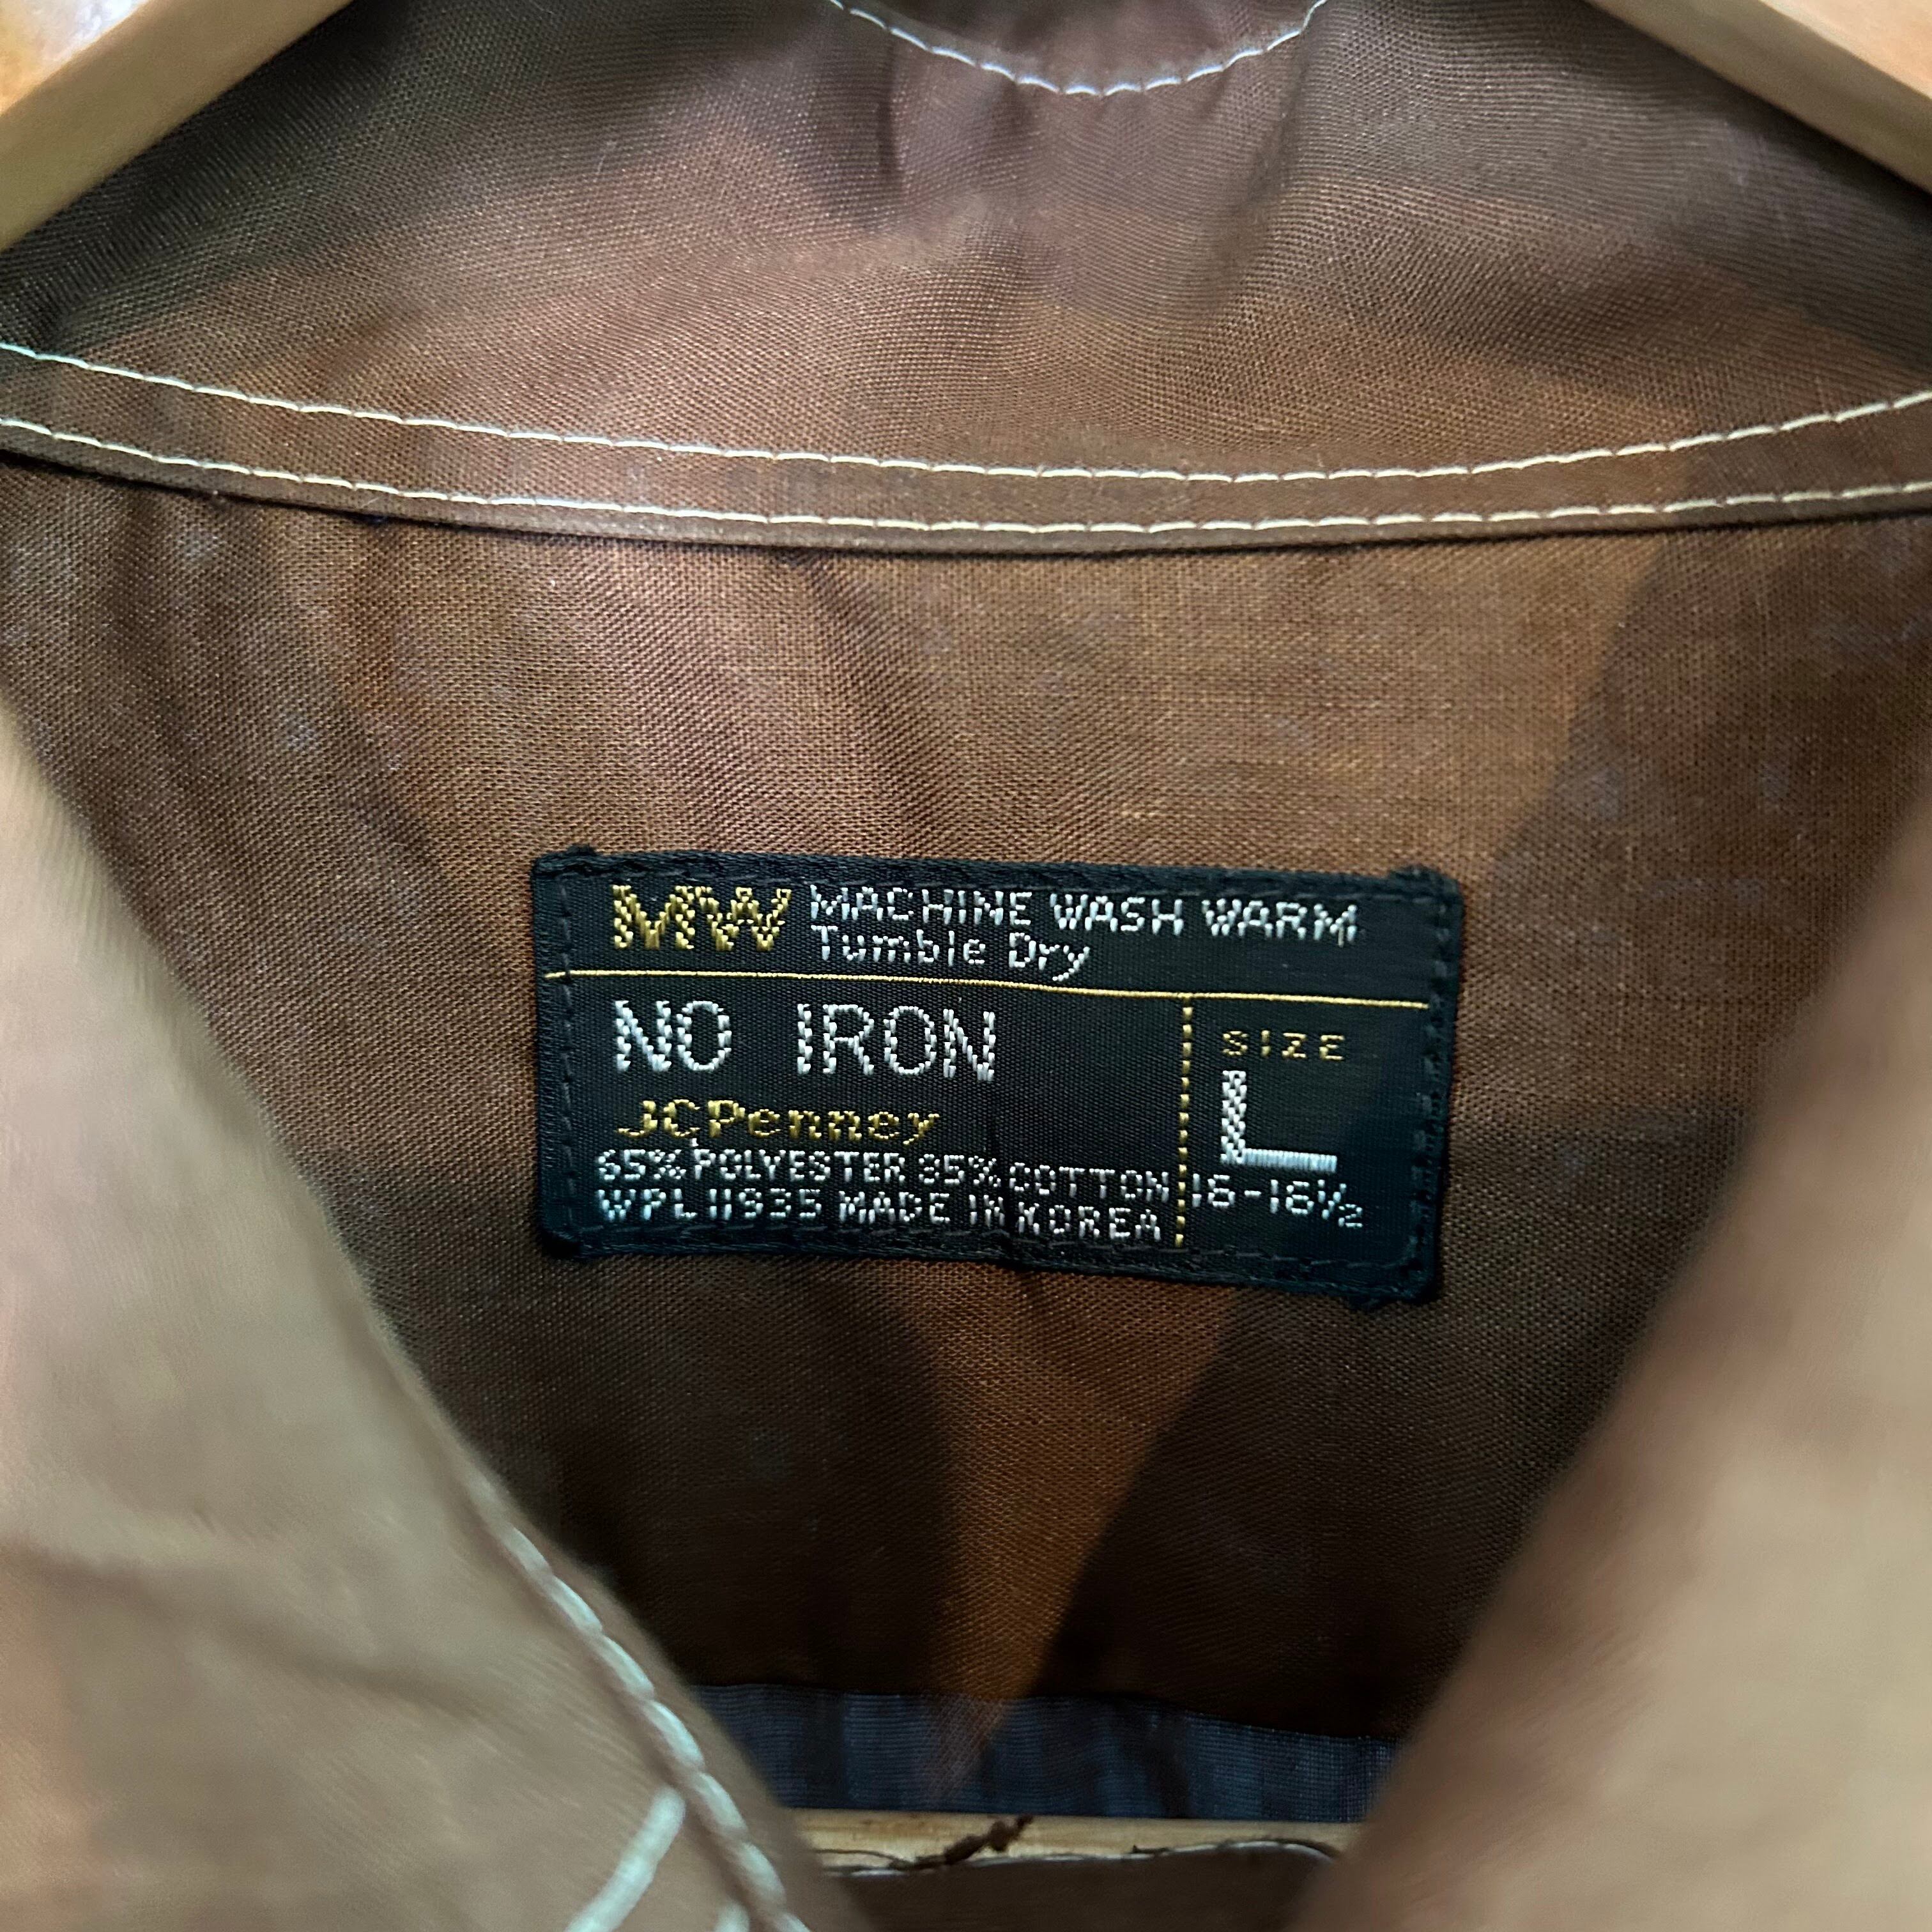 MW MACHINE WASH WARM
Tumble Dry
NO IRON
JCPenney
65% POLYESTER 35% COTTON
WPL 11935 MADE IN KOREA
SIZE
L
16-16½